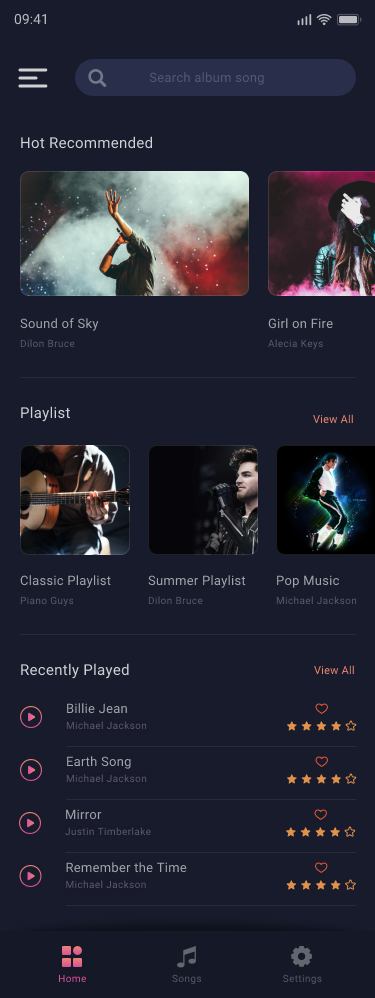 09:41
Search album song
Hot Recommended
Sound of Sky
Dilon Bruce
Girl on Fire
Alecia Keys
Playlist
View All
Classic Playlist
Piano Guys
Summer Playlist
Dilon Bruce
Pop Music
Michael Jackson
Recently Played
View All
Billie Jean
Michael Jackson
Earth Song
Michael Jackson
Mirror
Justin Timberlake
Remember the Time
Michael Jackson
Home
Songs
Settings